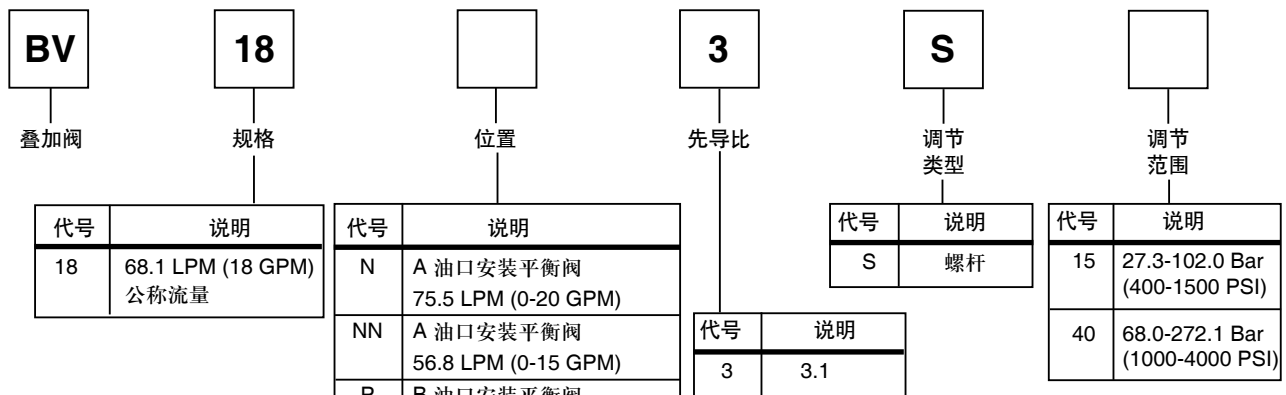 BV 18 3 S
叠加阀 规格 位置 先导比 调节类型 调节范围
代号 说明
18 68.1 LPM (18 GPM)
公称流量
代号 说明
N A 油口安装平衡阀
75.5 LPM (0-20 GPM)
NN A 油口安装平衡阀
56.8 LPM (0-15 GPM)
代号 说明
3 3.1
代号 说明
S 螺杆
代号 说明
15 27.3-102.0 Bar
(400-1500 PSI)
40 68.0-272.1 Bar
(1000-4000 PSI)